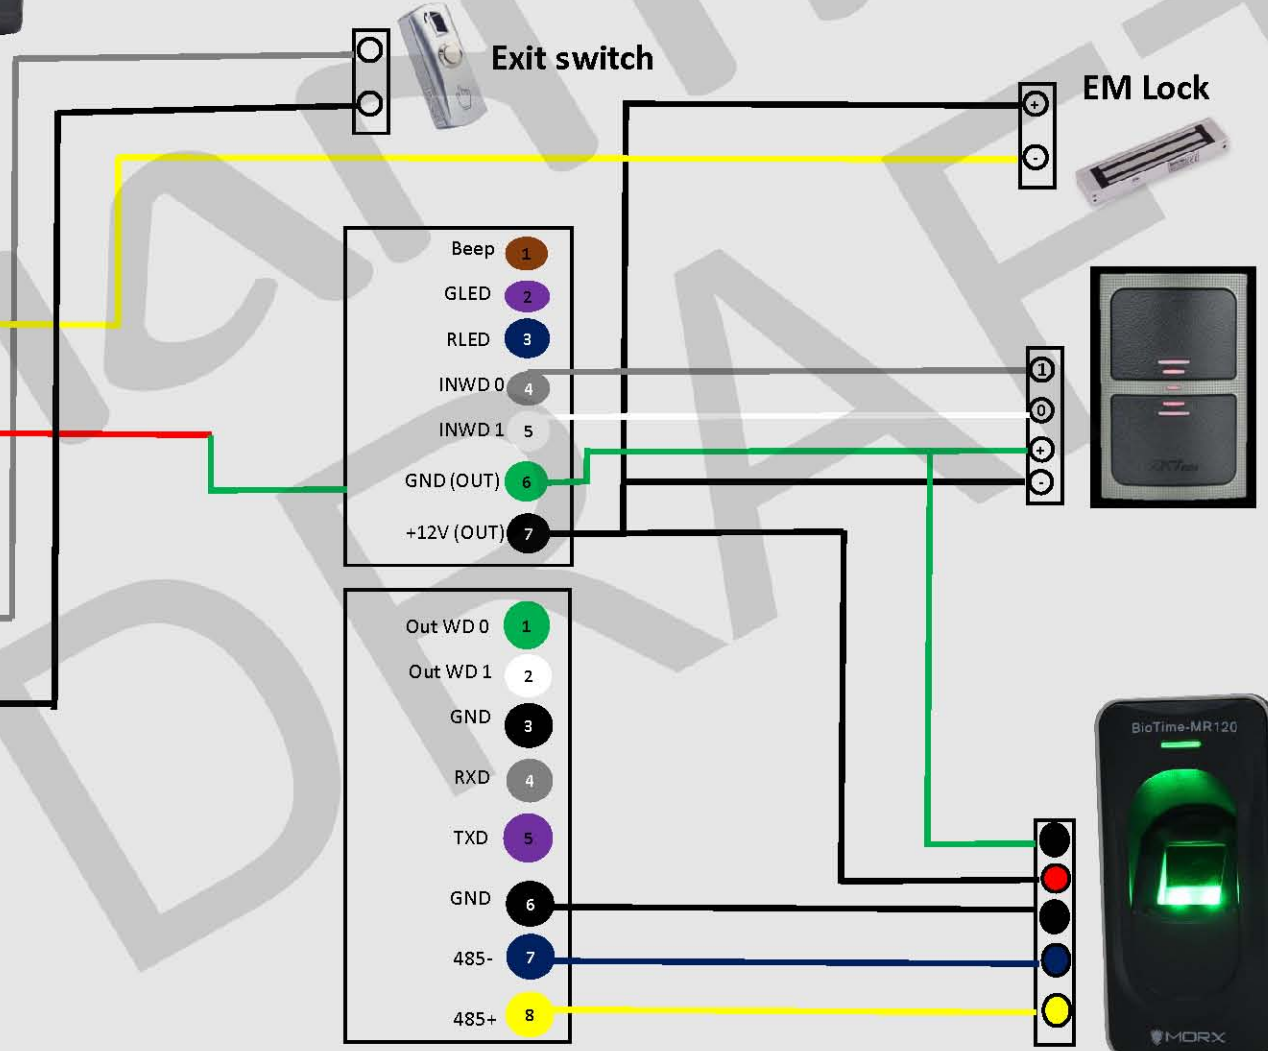 Exit switch
EM Lock
+
-
Beep 1
GLED 2
RLED 3
INWD 0 4
INWD 1 5
GND (OUT) 6
+12V (OUT) 7
1
0
+
-
Out WD 0 1
Out WD 1 2
GND 3
RXD 4
TXD 5
GND 6
485- 7
485+ 8
BioTime-MR120
MORX
DRAFT